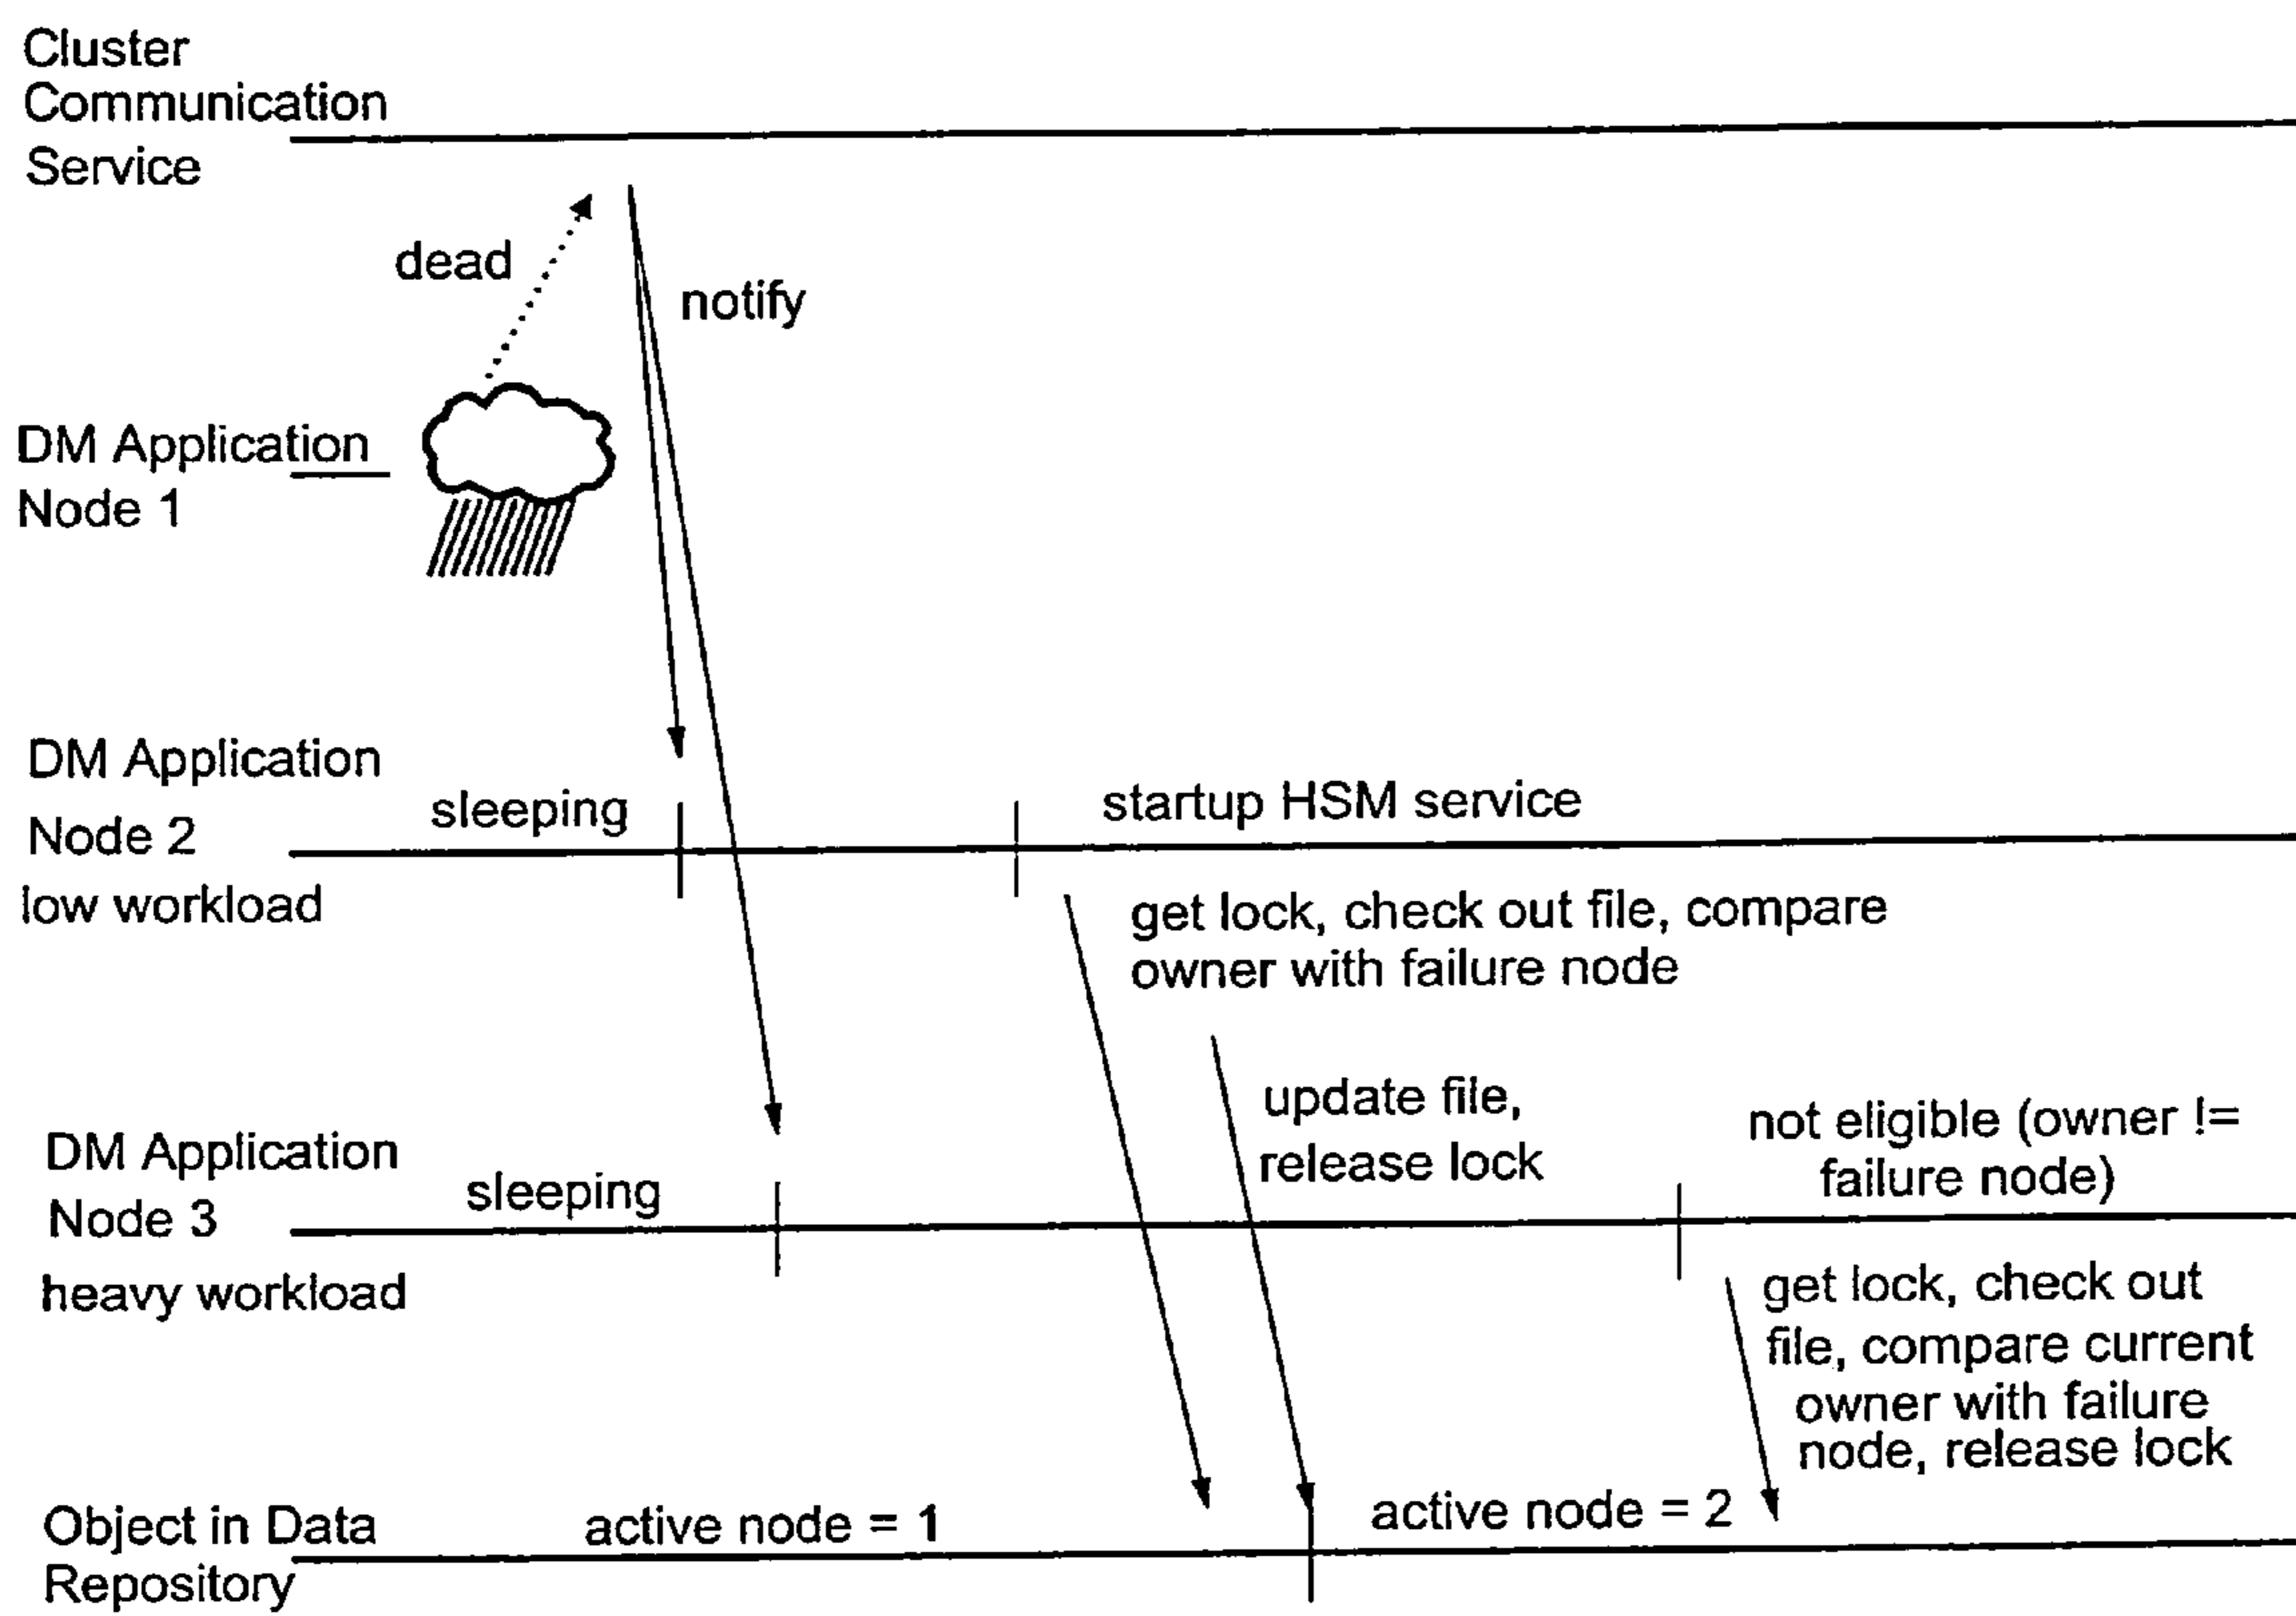 Cluster
Communication
Service
dead
notify
DM Application
Node 1
DM Application
Node 2
low workload
sleeping
startup HSM service
get lock, check out file, compare
owner with failure node
update file,
release lock
DM Application
Node 3
heavy workload
sleeping
not eligible (owner !=
failure node)
get lock, check out
file, compare current
owner with failure
node, release lock
Object in Data
Repository
active node = 1
active node = 2